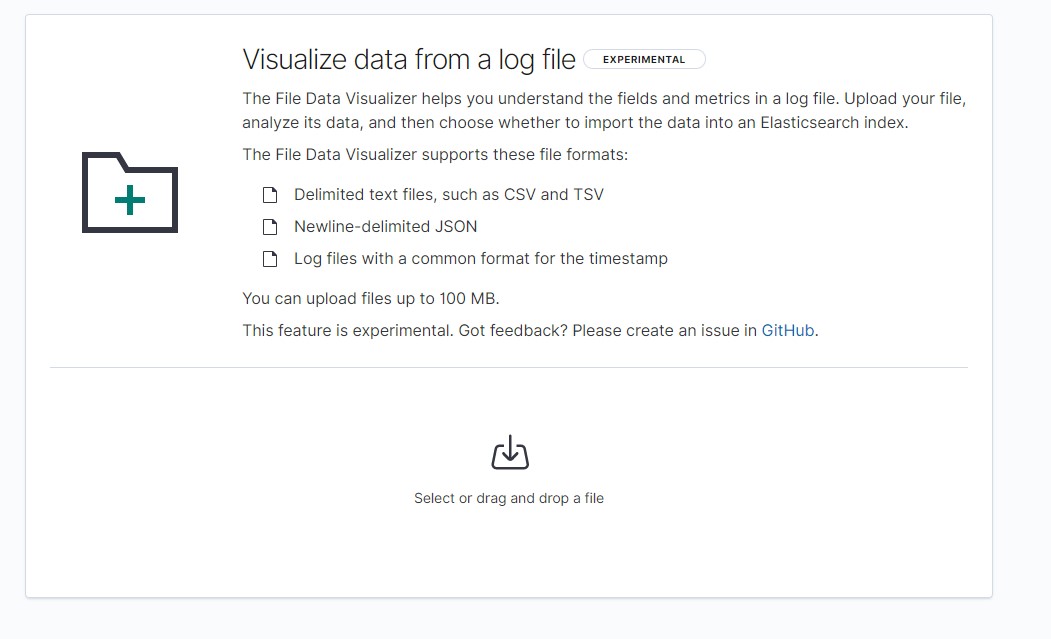 Visualize data from a log file EXPERIMENTAL
The File Data Visualizer helps you understand the fields and metrics in a log file. Upload your file,
analyze its data, and then choose whether to import the data into an Elasticsearch index.
The File Data Visualizer supports these file formats:
Delimited text files, such as CSV and TSV
Newline-delimited JSON
Log files with a common format for the timestamp
You can upload files up to 100 MB.
This feature is experimental. Got feedback? Please create an issue in GitHub.
Select or drag and drop a file